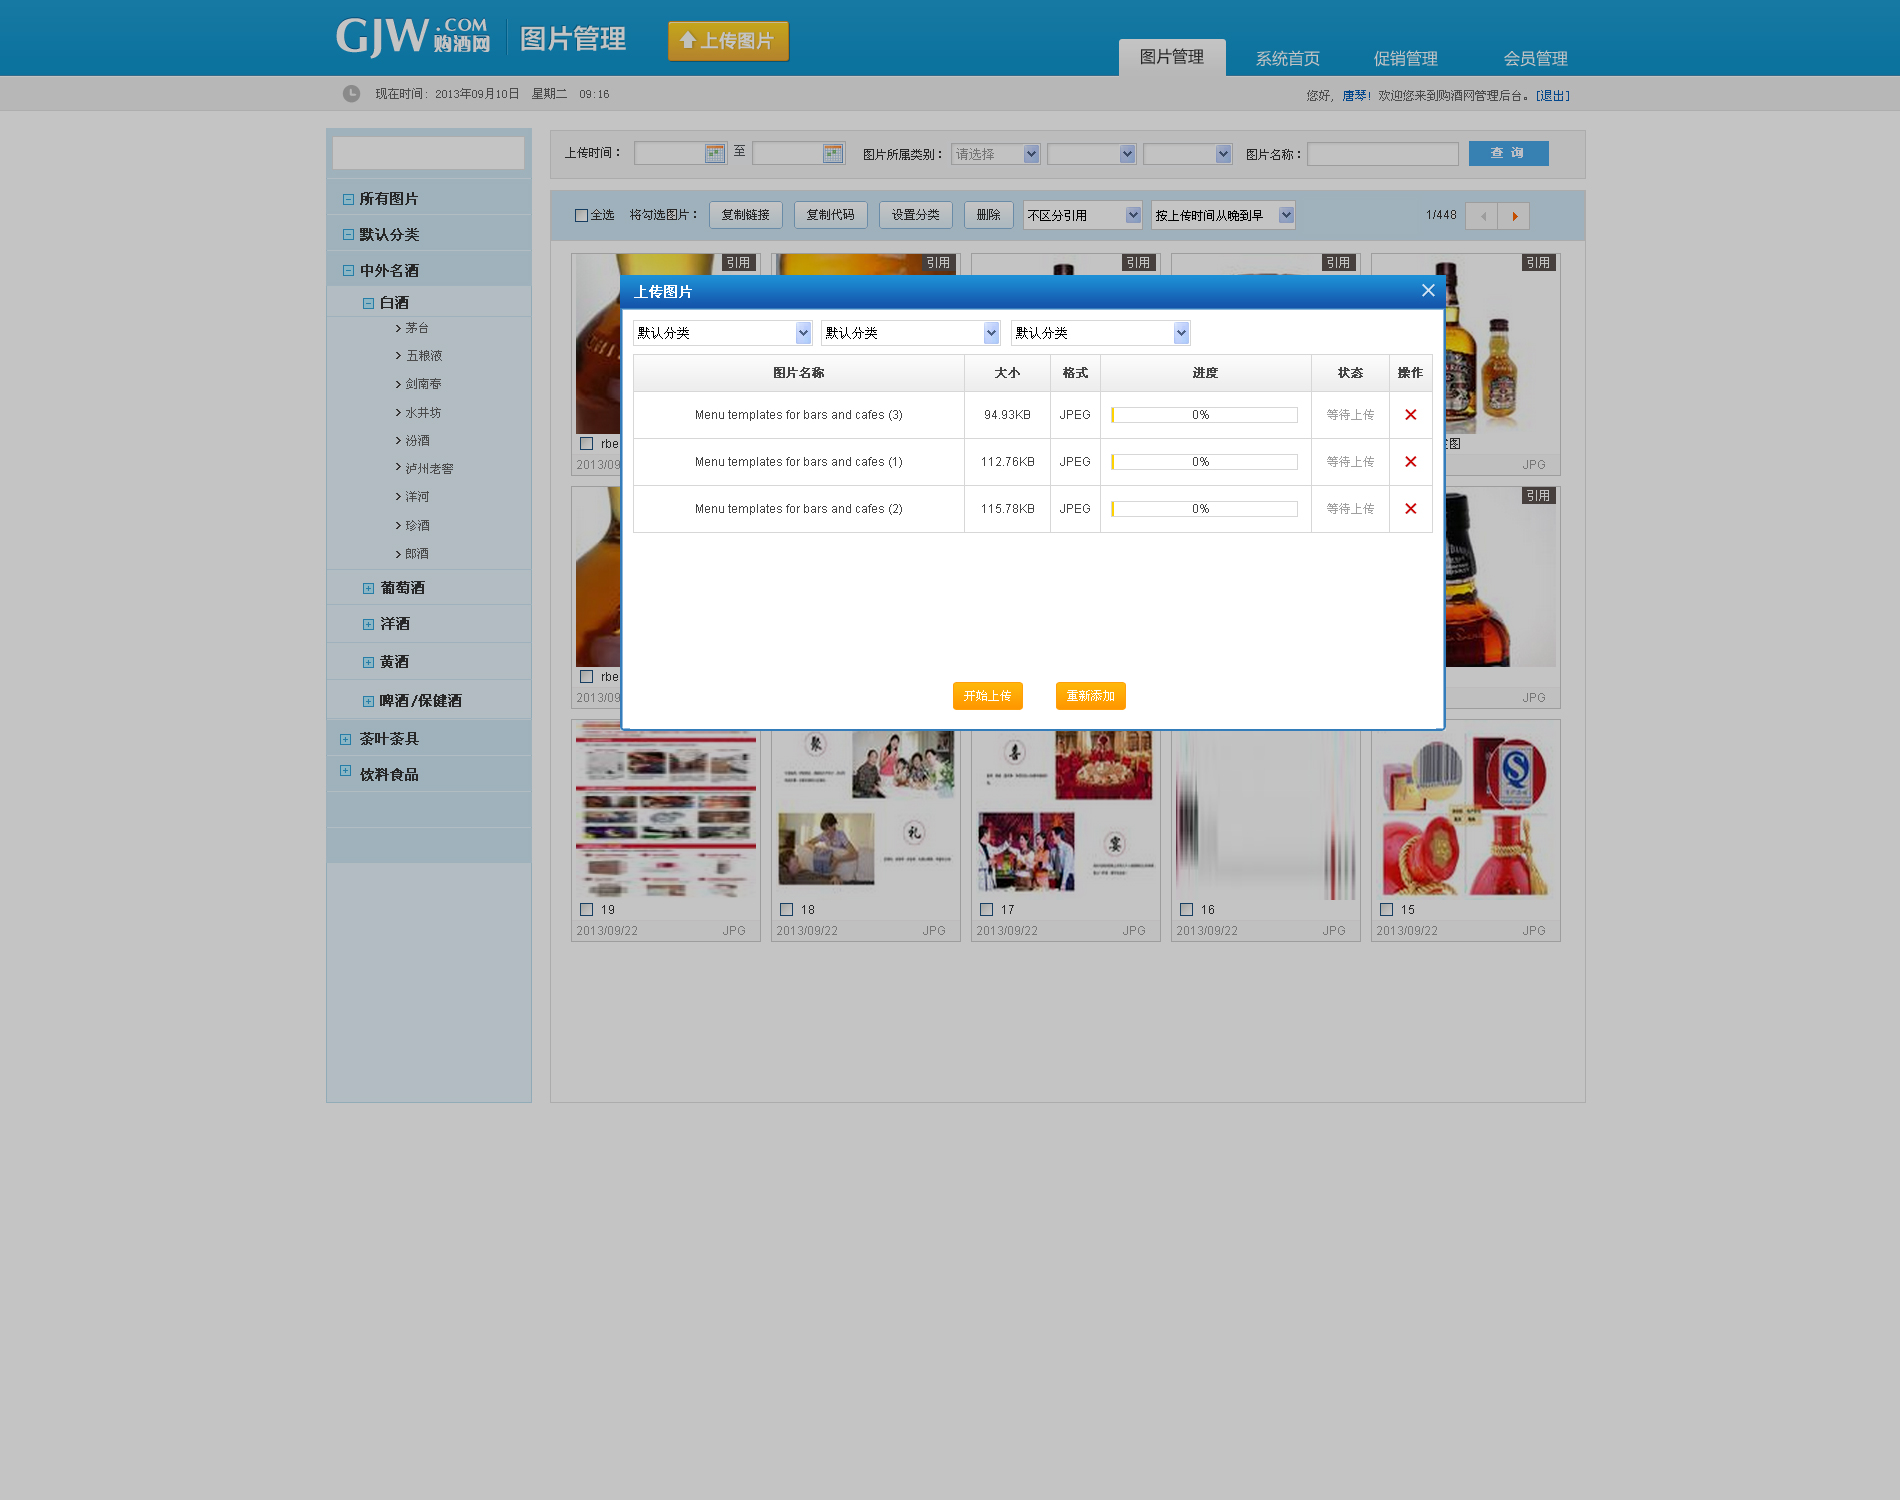 GJW.COM 购酒网 图片管理 上传图片 图片管理 系统首页 促销管理 会员管理
现在时间：2013年09月10日 星期二 09:16 您好，唐琴！欢迎您来到购酒网管理后台。[退出]
上传时间： 至 图片所属类别： 请选择 图片名称： 查 询
所有图片
默认分类
中外名酒
白酒
茅台
五粮液
剑南春
水井坊
汾酒
泸州老窖
洋河
珍酒
郎酒
葡萄酒
洋酒
黄酒
啤酒/保健酒
茶叶茶具
饮料食品
全选 将勾选图片： 复制链接 复制代码 设置分类 删除 不区分引用 按上传时间从晚到早 1/448
引用 引用 引用 引用 引用
上传图片
默认分类 默认分类 默认分类
图片名称 大小 格式 进度 状态 操作
Menu templates for bars and cafes (3) 94.93KB JPEG 0% 等待上传
Menu templates for bars and cafes (1) 112.76KB JPEG 0% 等待上传
Menu templates for bars and cafes (2) 115.78KB JPEG 0% 等待上传
开始上传 重新添加
rbe
2013/09 JPG
引用
rbe
2013/09 JPG
聚
礼
喜
宴
19 18 17 16 15
2013/09/22 JPG 2013/09/22 JPG 2013/09/22 JPG 2013/09/22 JPG 2013/09/22 JPG